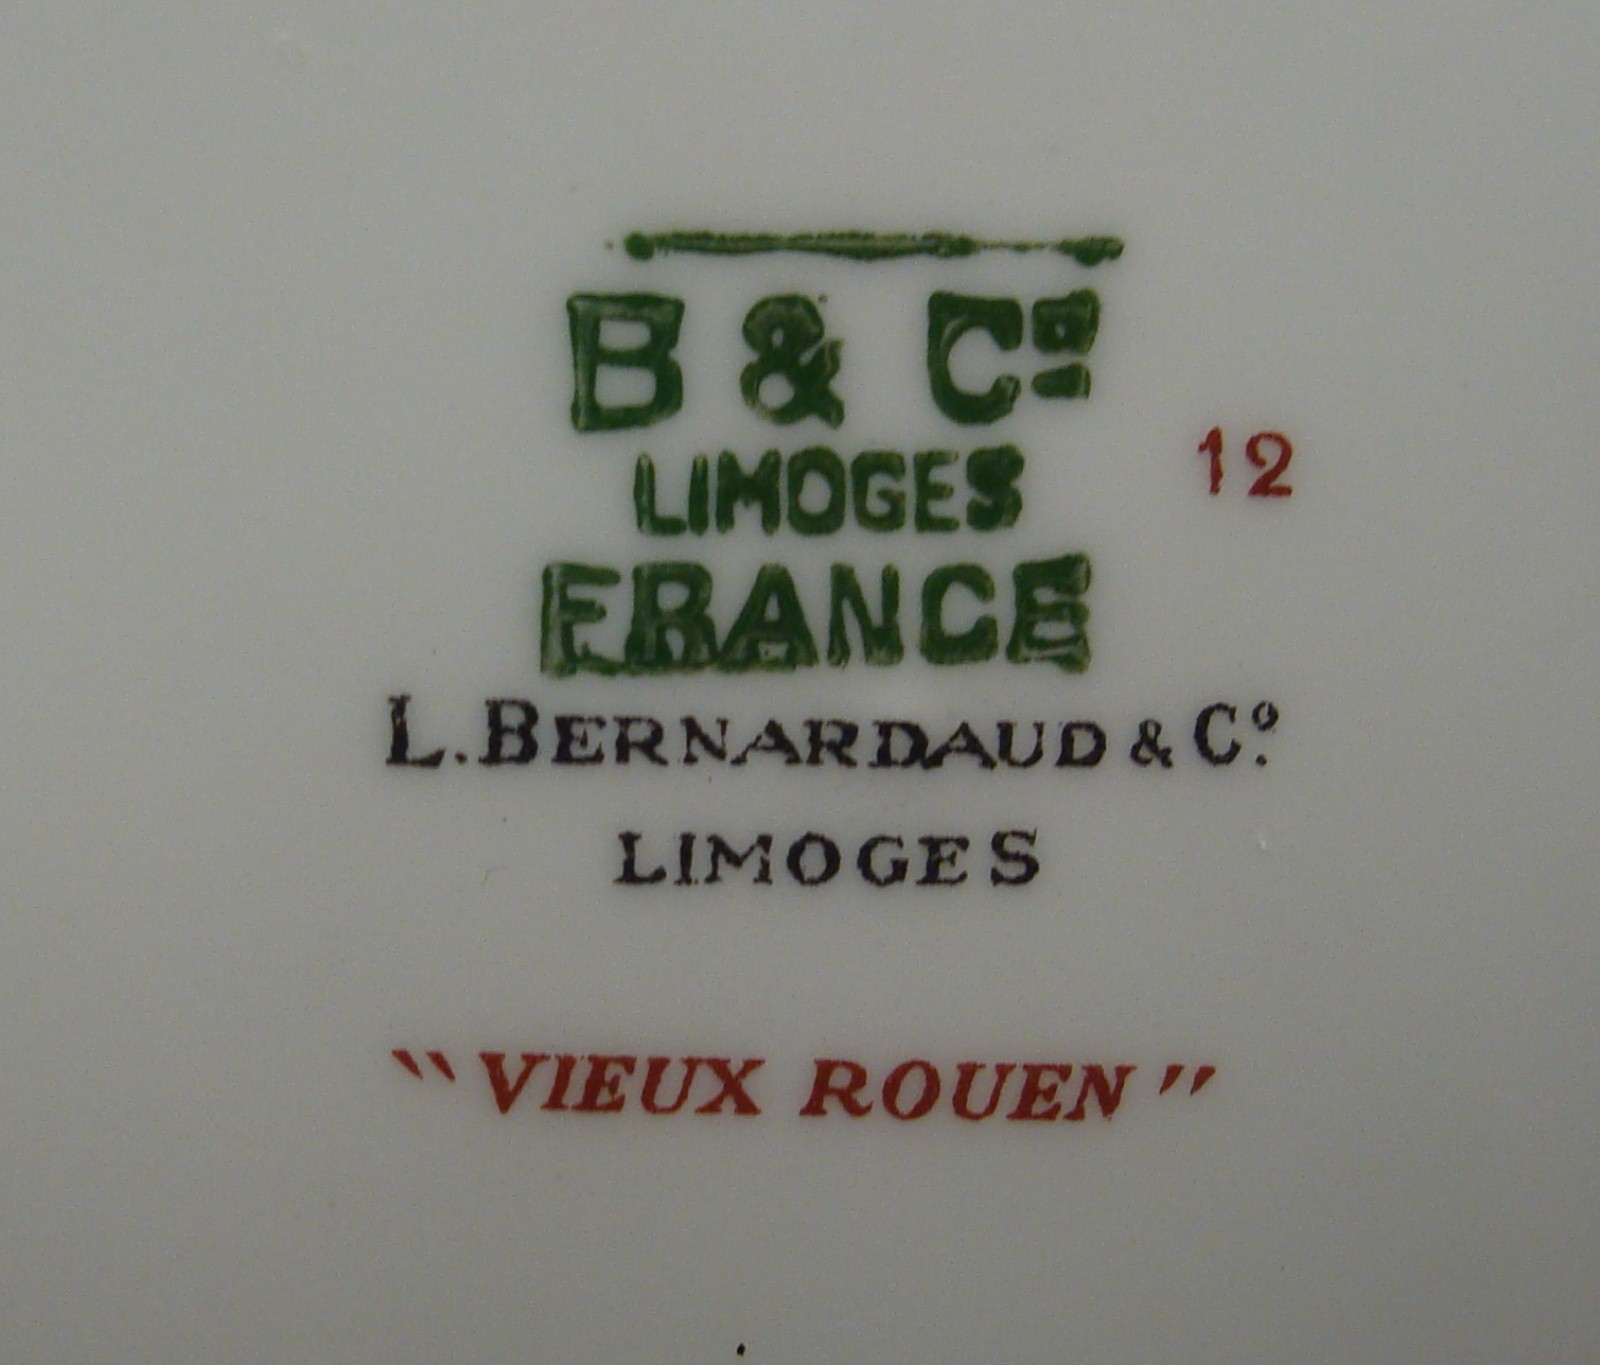 B & Cº
LIMOGES
FRANCE
12
L. BERNARDAUD & Cº
LIMOGES
"VIEUX ROUEN"